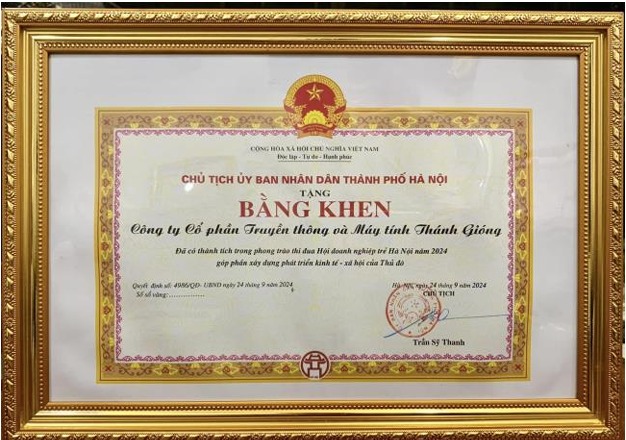 CỘNG HÒA XÃ HỘI CHỦ NGHĨA VIỆT NAM
Độc lập - Tự do - Hạnh phúc
CHỦ TỊCH ỦY BAN NHÂN DÂN THÀNH PHỐ HÀ NỘI
TẶNG
BẰNG KHEN
Công ty Cổ phần Truyền thông và Máy tính Thánh Gióng
Đã có thành tích trong phong trào thi đua Hội doanh nghiệp trẻ Hà Nội năm 2024
góp phần xây dựng phát triển kinh tế - xã hội của Thủ đô
Quyết định số: 4986/QĐ- UBND ngày 24 tháng 9 năm 2024
Số sổ vàng:...............
Hà Nội, ngày 24 tháng 9 năm 2024
CHỦ TỊCH
Trần Sỹ Thanh